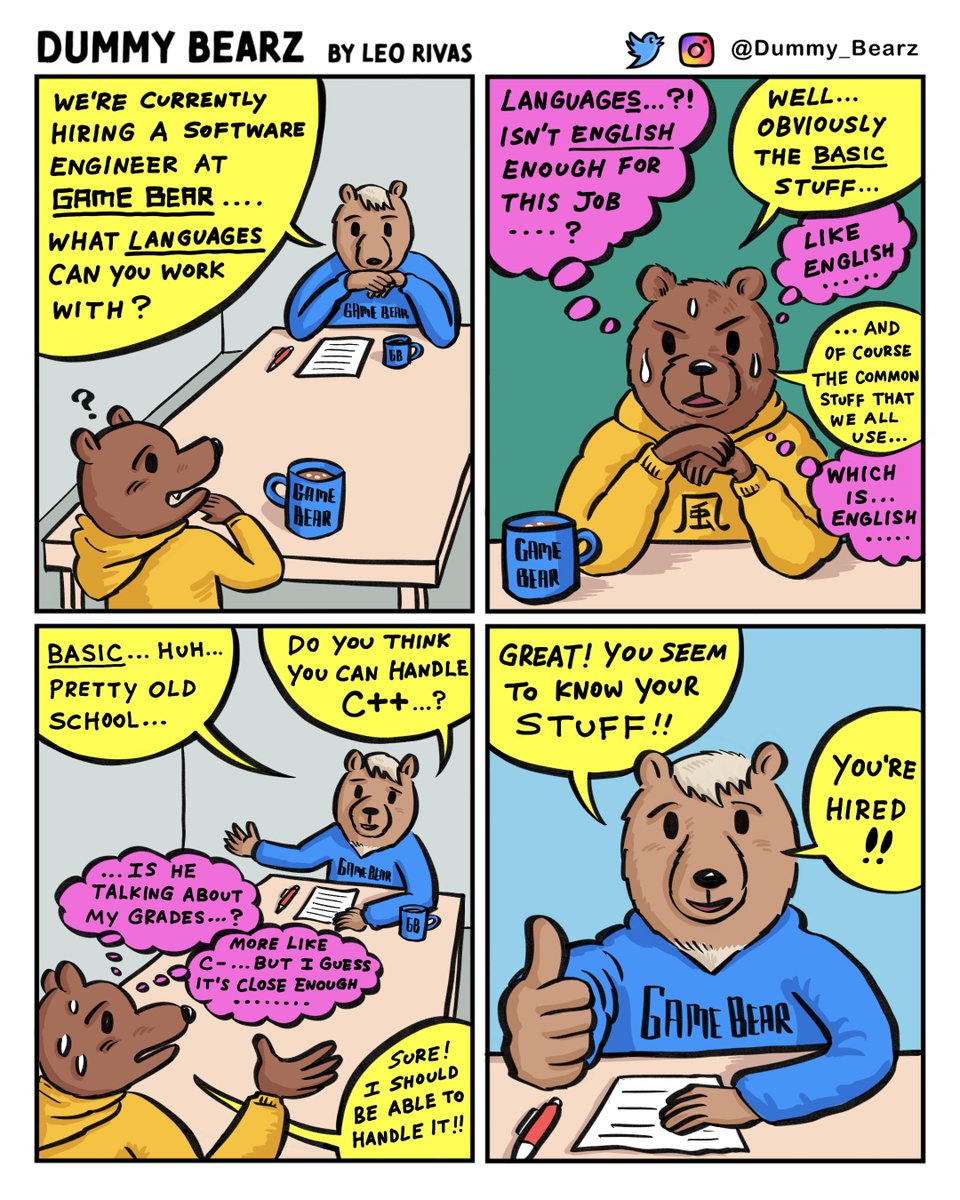 DUMMY BEARZ BY LEO RIVAS
@Dummy_Bearz
WE'RE CURRENTLY
HIRING A SOFTWARE
ENGINEER AT
GAME BEAR....
WHAT LANGUAGES
CAN YOU WORK
WITH?
GAME BEAR
GB
?
GAME
BEAR
LANGUAGES...?!
ISN'T ENGLISH
ENOUGH FOR
THIS JOB
....?
WELL...
OBVIOUSLY
THE BASIC
STUFF...
LIKE
ENGLISH
......
...AND
OF COURSE
THE COMMON
STUFF THAT
WE ALL
USE...
WHICH
IS...
ENGLISH
.....
風
GAME
BEAR
BASIC... HUH...
PRETTY OLD
SCHOOL...
DO YOU THINK
YOU CAN HANDLE
C++...?
GAME BEAR
GB
...IS HE
TALKING ABOUT
MY GRADES...?
MORE LIKE
C-...BUT I GUESS
IT'S CLOSE ENOUGH
........
SURE!
I SHOULD
BE ABLE TO
HANDLE IT!!
GREAT! YOU SEEM
TO KNOW YOUR
STUFF!!
YOU'RE
HIRED
!!
GAME BEAR